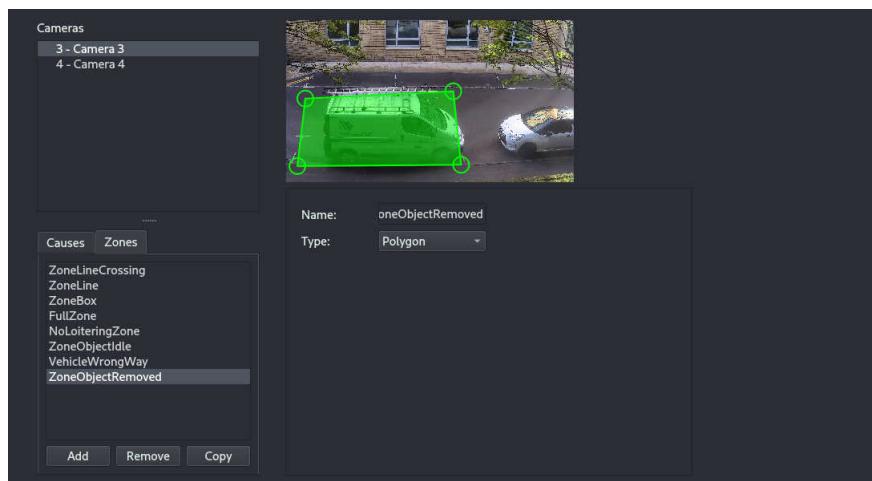 Cameras
3 - Camera 3
4 - Camera 4
Causes
Zones
ZoneLineCrossing
ZoneLine
ZoneBox
FullZone
NoLoiteringZone
ZoneObjectIdle
VehicleWrongWay
ZoneObjectRemoved
Add
Remove
Copy
Name:
oneObjectRemoved
Type:
Polygon